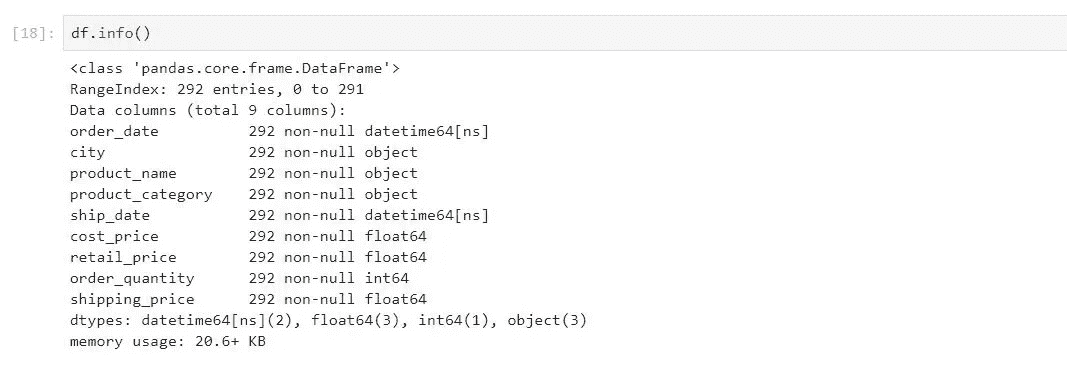 [18]: df.info()
<class 'pandas.core.frame.DataFrame'>
RangeIndex: 292 entries, 0 to 291
Data columns (total 9 columns):
order_date          292 non-null datetime64[ns]
city                292 non-null object
product_name        292 non-null object
product_category    292 non-null object
ship_date           292 non-null datetime64[ns]
cost_price          292 non-null float64
retail_price        292 non-null float64
order_quantity      292 non-null int64
shipping_price      292 non-null float64
dtypes: datetime64[ns](2), float64(3), int64(1), object(3)
memory usage: 20.6+ KB